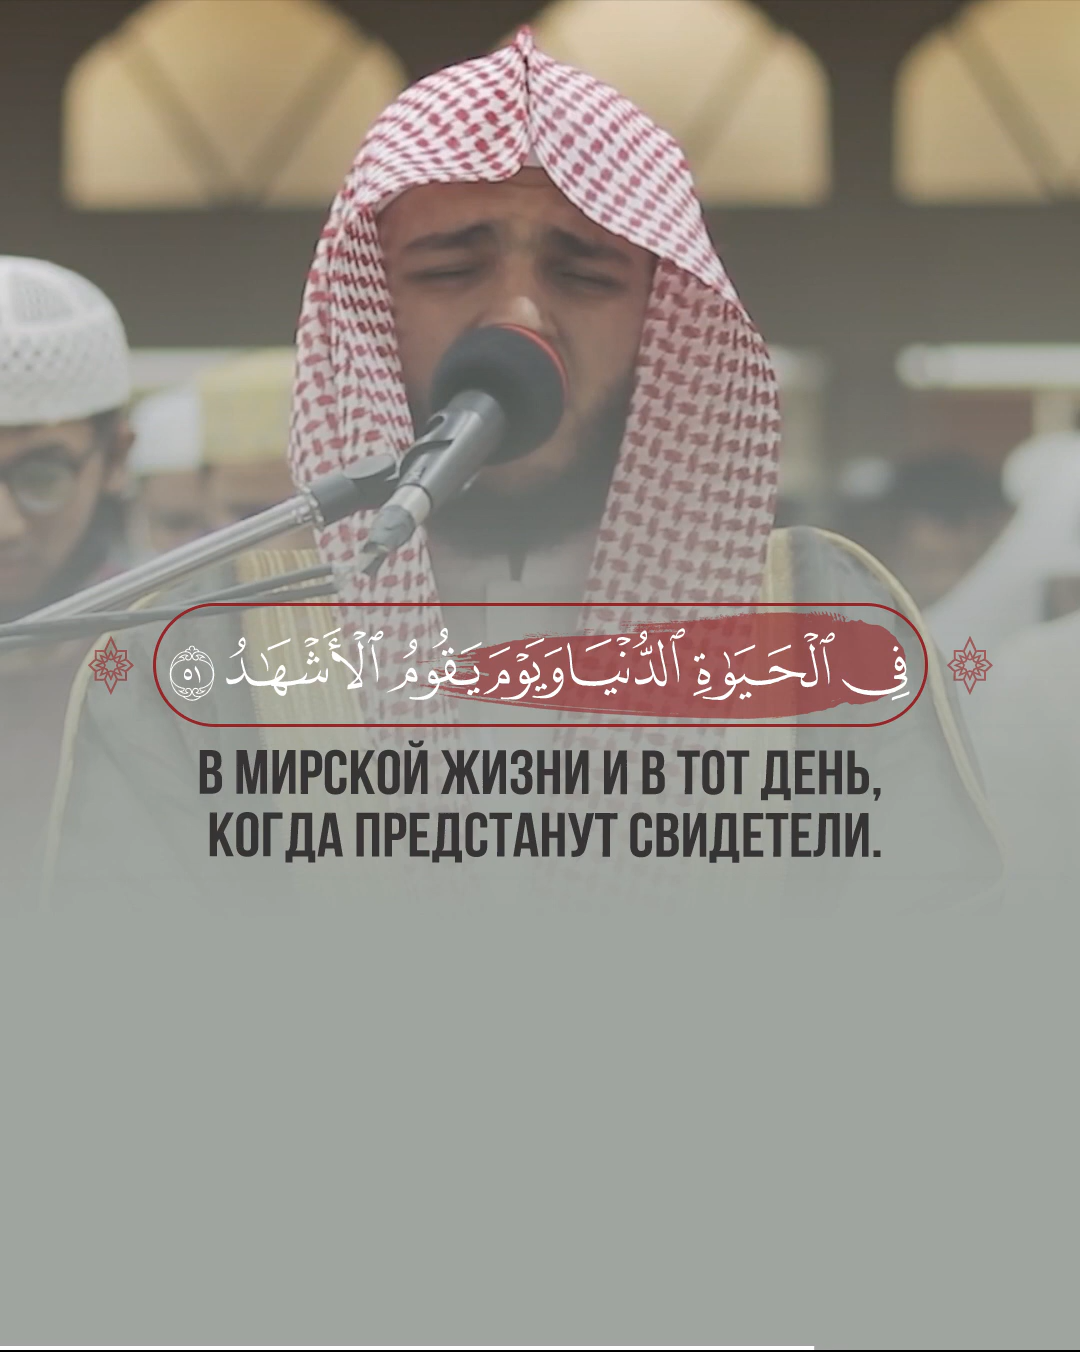 فِي ٱلْحَيَوٰةِ ٱلدُّنْيَا وَيَوْمَ يَقُومُ ٱلْأَشْهَـٰدُ ٥١
В МИРСКОЙ ЖИЗНИ И В ТОТ ДЕНЬ,
КОГДА ПРЕДСТАНУТ СВИДЕТЕЛИ.